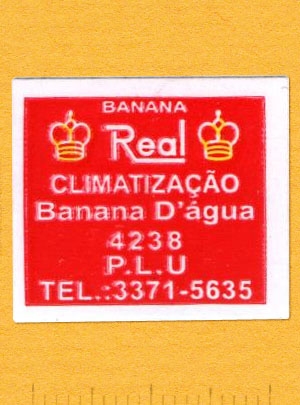 BANANA
Real
CLIMATIZAÇÃO
Banana D'água
4238
P.L.U
TEL.:3371-5635